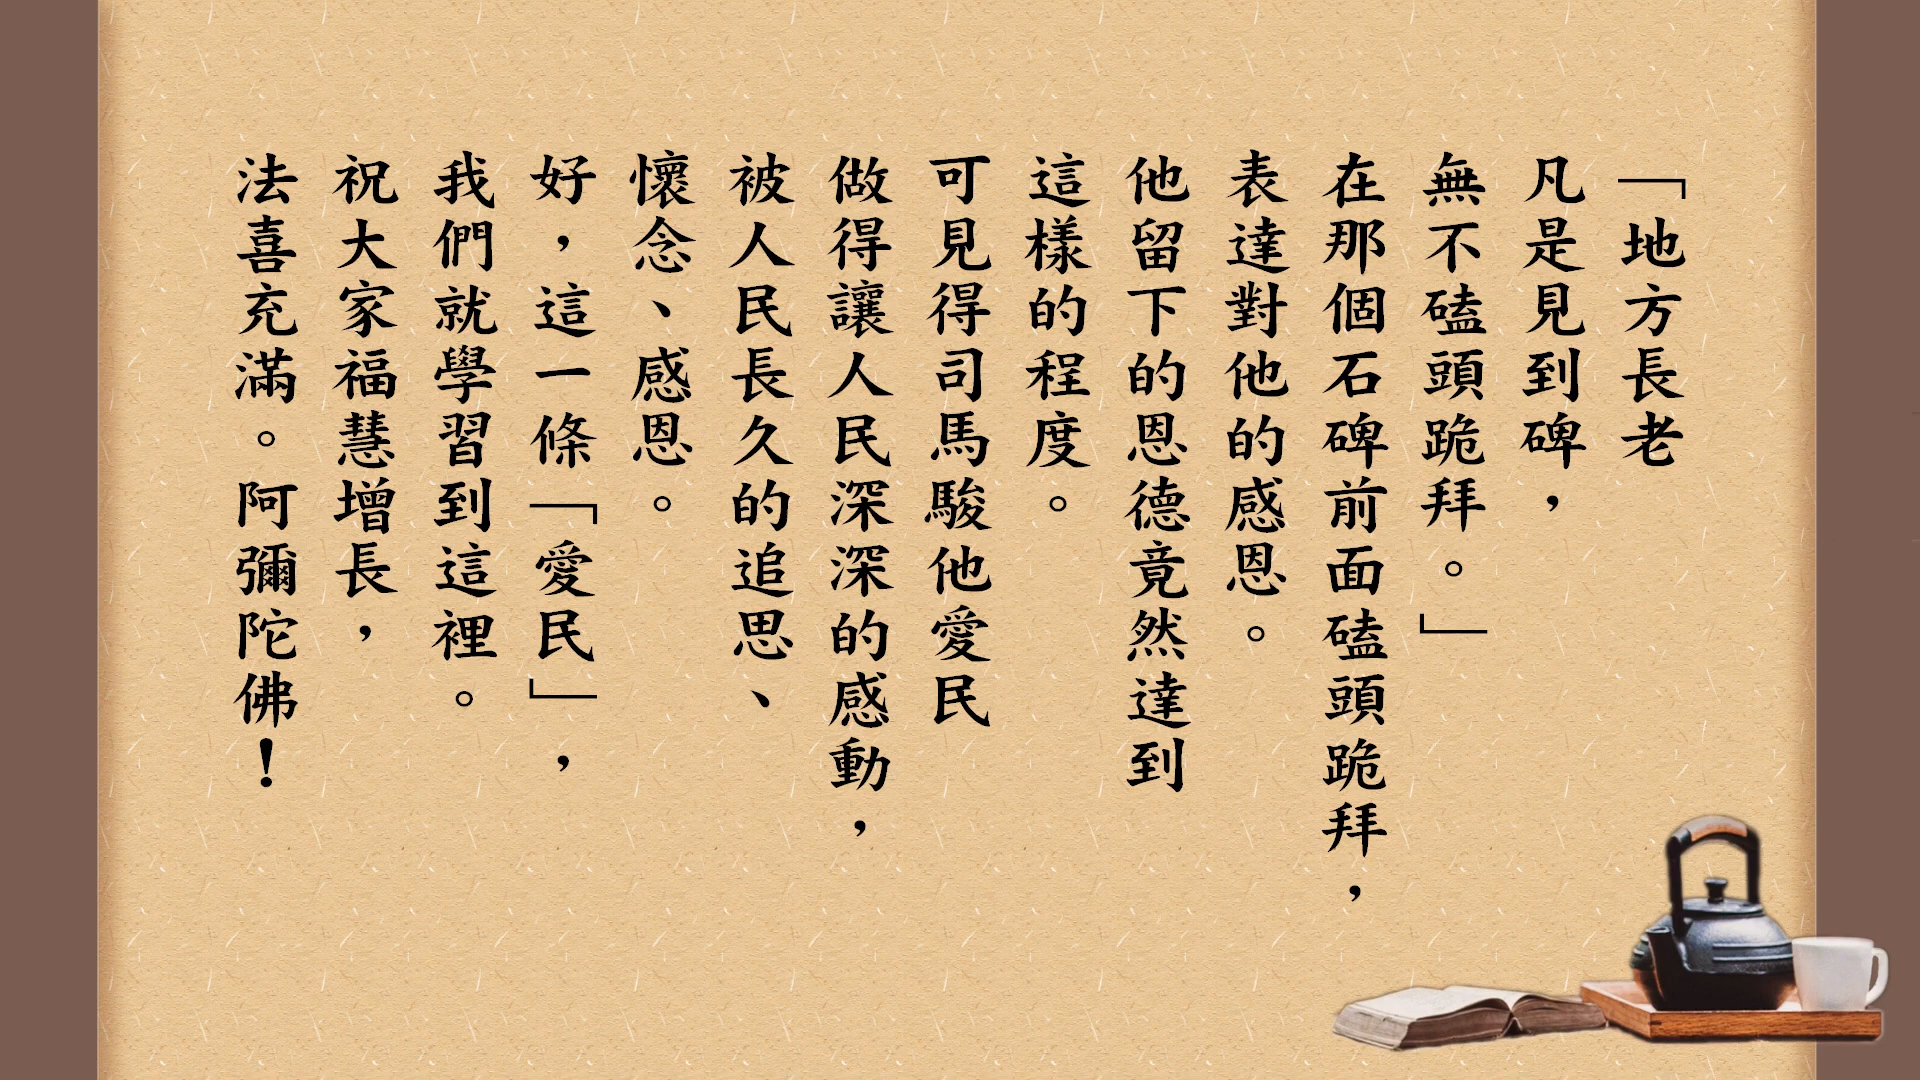 「地方長老
凡是見到碑，
無不磕頭跪拜。」
在那個石碑前面磕頭跪拜，
表達對他的感恩。
他留下的恩德竟然達到
這樣的程度。
可見得司馬駿他愛民
做得讓人民深深的感動，
被人民長久的追思、
懷念、感恩。
好，這一條「愛民」，
我們就學習到這裡。
祝大家福慧增長，
法喜充滿。阿彌陀佛！